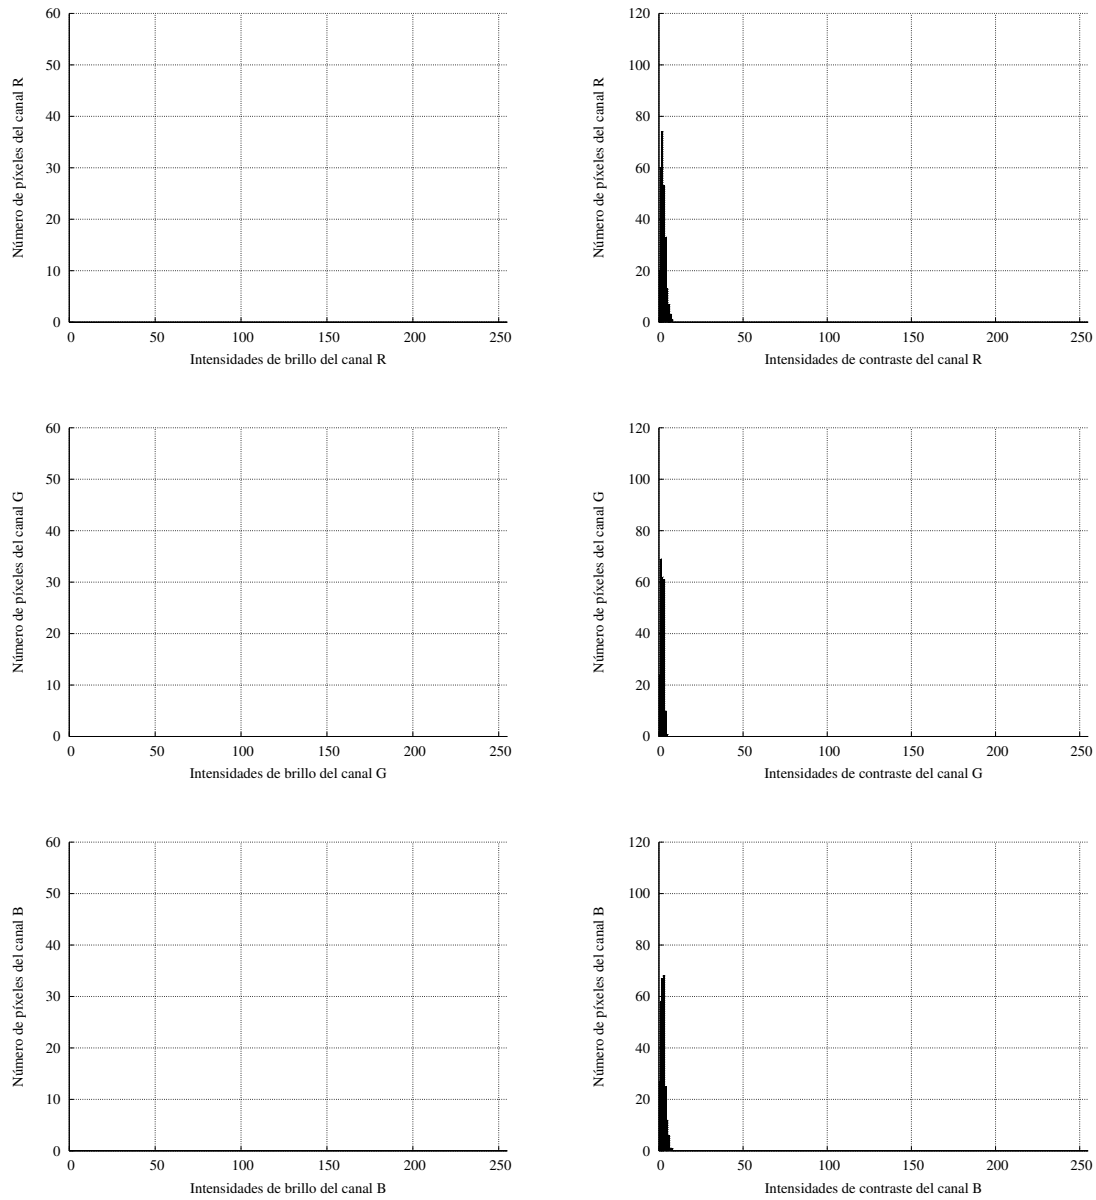 60
50
40
30
20
10
0
0 50 100 150 200 250
Número de píxeles del canal R
Intensidades de brillo del canal R
120
100
80
60
40
20
0
0 50 100 150 200 250
Número de píxeles del canal R
Intensidades de contraste del canal R
60
50
40
30
20
10
0
0 50 100 150 200 250
Número de píxeles del canal G
Intensidades de brillo del canal G
120
100
80
60
40
20
0
0 50 100 150 200 250
Número de píxeles del canal G
Intensidades de contraste del canal G
60
50
40
30
20
10
0
0 50 100 150 200 250
Número de píxeles del canal B
Intensidades de brillo del canal B
120
100
80
60
40
20
0
0 50 100 150 200 250
Número de píxeles del canal B
Intensidades de contraste del canal B